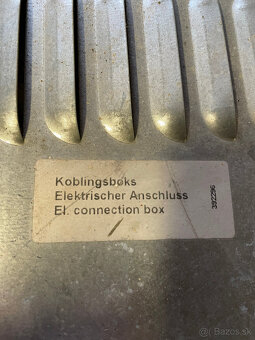 Koblingsboks
Elektrischer Anschluss
El. connection box
392296
Bazos.sk